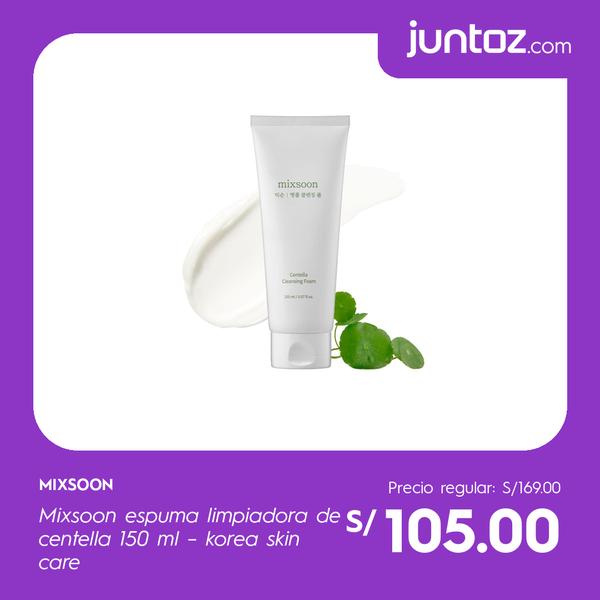 juntoz.com
mixsoon
Centella
Cleansing Foam
MIXSOON
Mixsoon espuma limpiadora de
centella 150 ml - korea skin
care
Precio regular: S/169.00
S/105.00